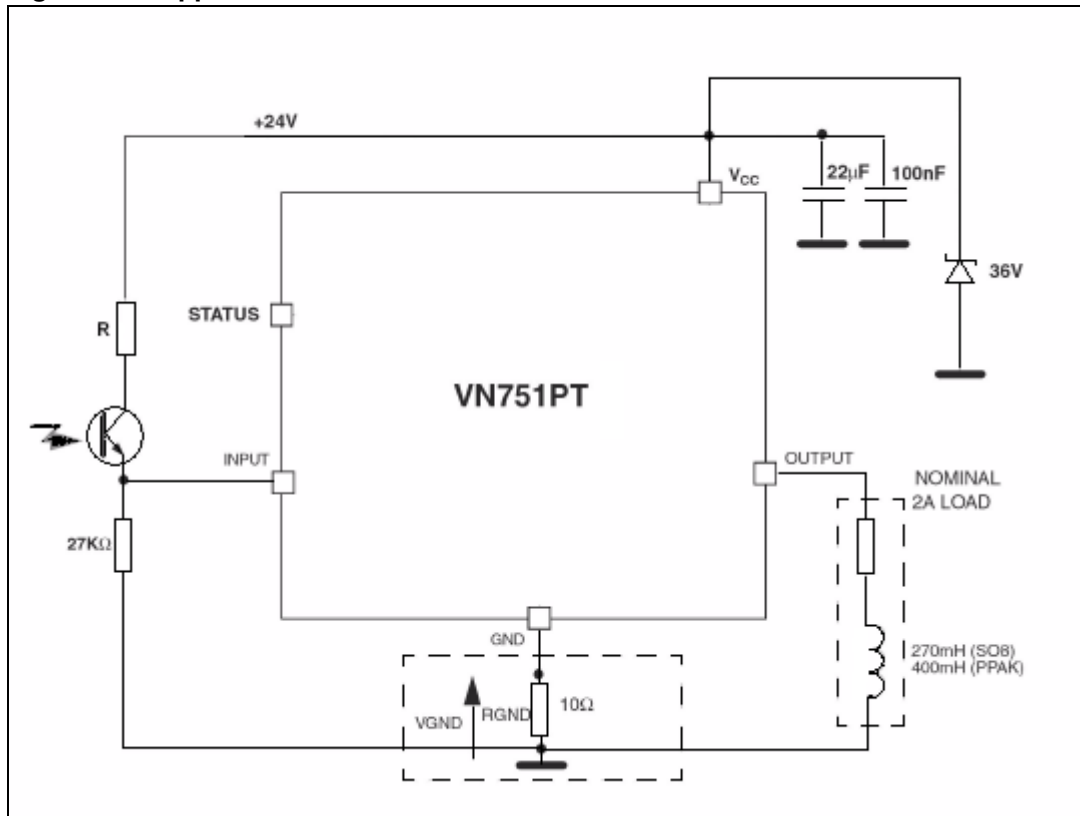 +24V
V_CC
22μF
100nF
36V
STATUS
R
VN751PT
INPUT
OUTPUT
NOMINAL
2A LOAD
27KΩ
GND
270mH (SO8)
400mH (PPAK)
VGND
RGND
10Ω